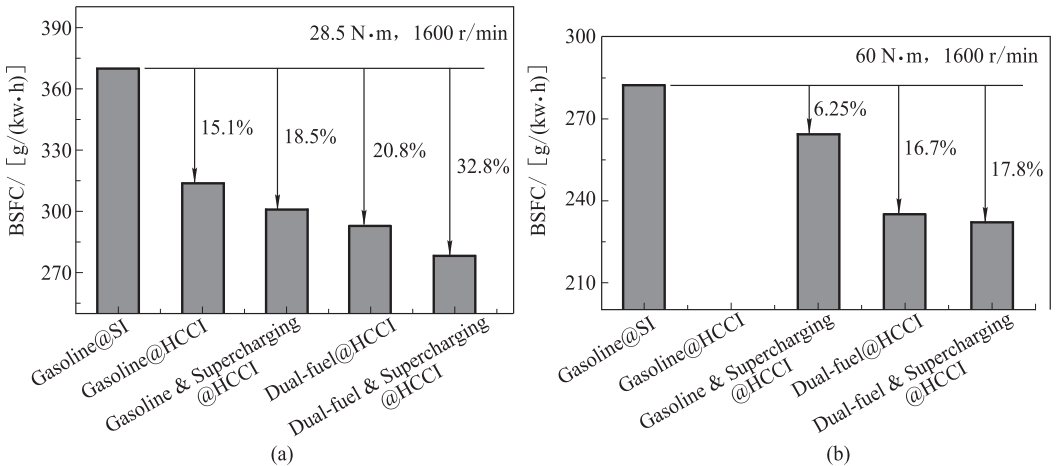 28.5 N·m, 1600 r/min
BSFC/ [g/(kw·h)]
390
360
330
300
270
15.1%
18.5%
20.8%
32.8%
Gasoline@SI
Gasoline@HCCI
Gasoline & Supercharging
@HCCI
Dual-fuel@HCCI
Dual-fuel & Supercharging
@HCCI
(a)
60 N·m, 1600 r/min
BSFC/ [g/(kw·h)]
300
270
240
210
6.25%
16.7%
17.8%
Gasoline@SI
Gasoline@HCCI
Gasoline & Supercharging
@HCCI
Dual-fuel@HCCI
Dual-fuel & Supercharging
@HCCI
(b)